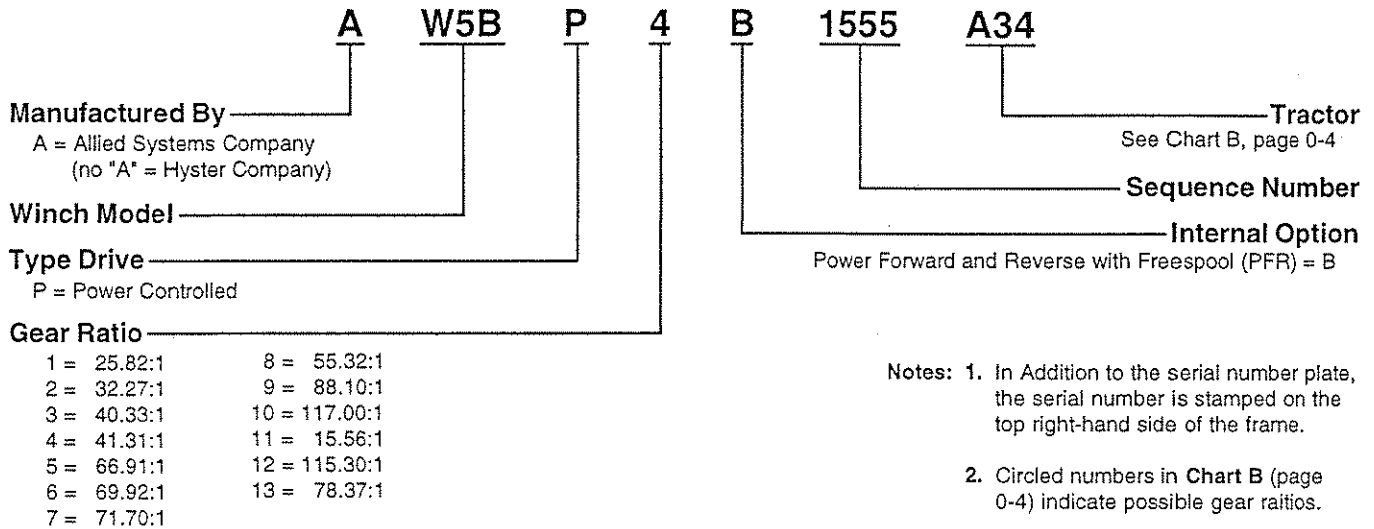 A W5B P 4 B 1555 A34
Manufactured By
A = Allied Systems Company
(no "A" = Hyster Company)
Winch Model
Type Drive
P = Power Controlled
Gear Ratio
1 = 25.82:1
2 = 32.27:1
3 = 40.33:1
4 = 41.31:1
5 = 66.91:1
6 = 69.92:1
7 = 71.70:1
8 = 55.32:1
9 = 88.10:1
10 = 117.00:1
11 = 15.56:1
12 = 115.30:1
13 = 78.37:1
Tractor
See Chart B, page 0-4
Sequence Number
Internal Option
Power Forward and Reverse with Freespool (PFR) = B
Notes: 1. In Addition to the serial number plate,
the serial number is stamped on the
top right-hand side of the frame.
2. Circled numbers in Chart B (page
0-4) indicate possible gear raitios.